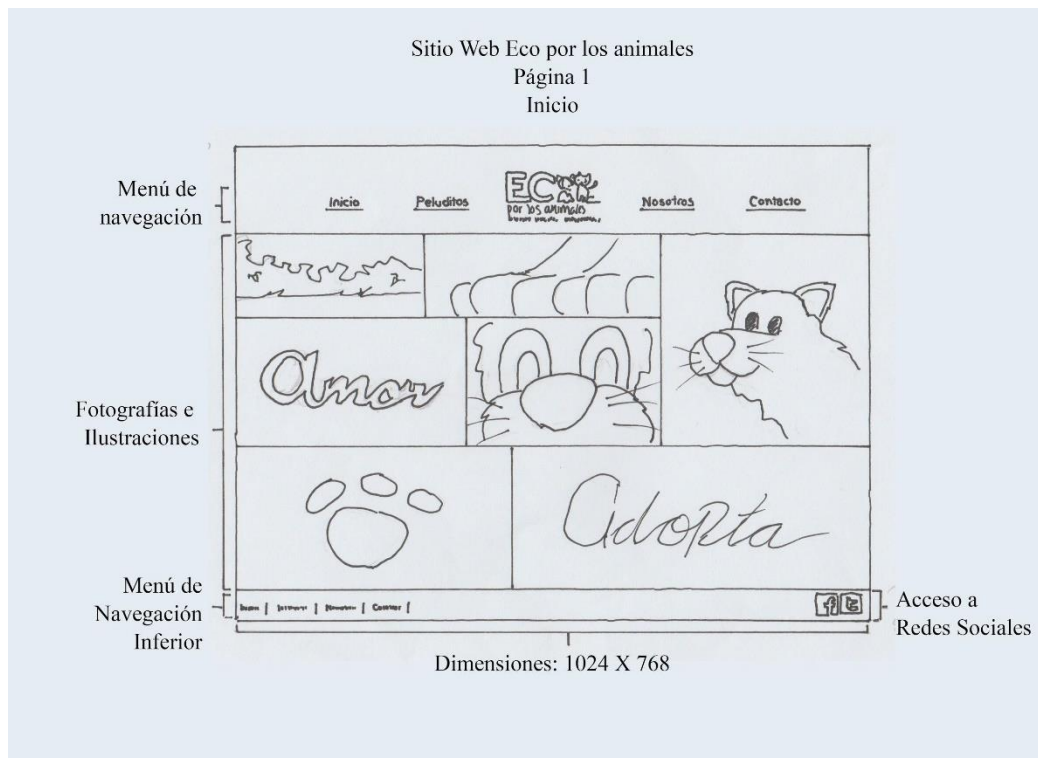 Sitio Web Eco por los animales
Página 1
Inicio
Menú de
navegación
Inicio
Peluditos
ECO
por los animales
Nosotros
Contacto
Fotografías e
Ilustraciones
Amor
Adopta
Menú de
Navegación
Inferior
f t
Acceso a
Redes Sociales
Dimensiones: 1024 X 768